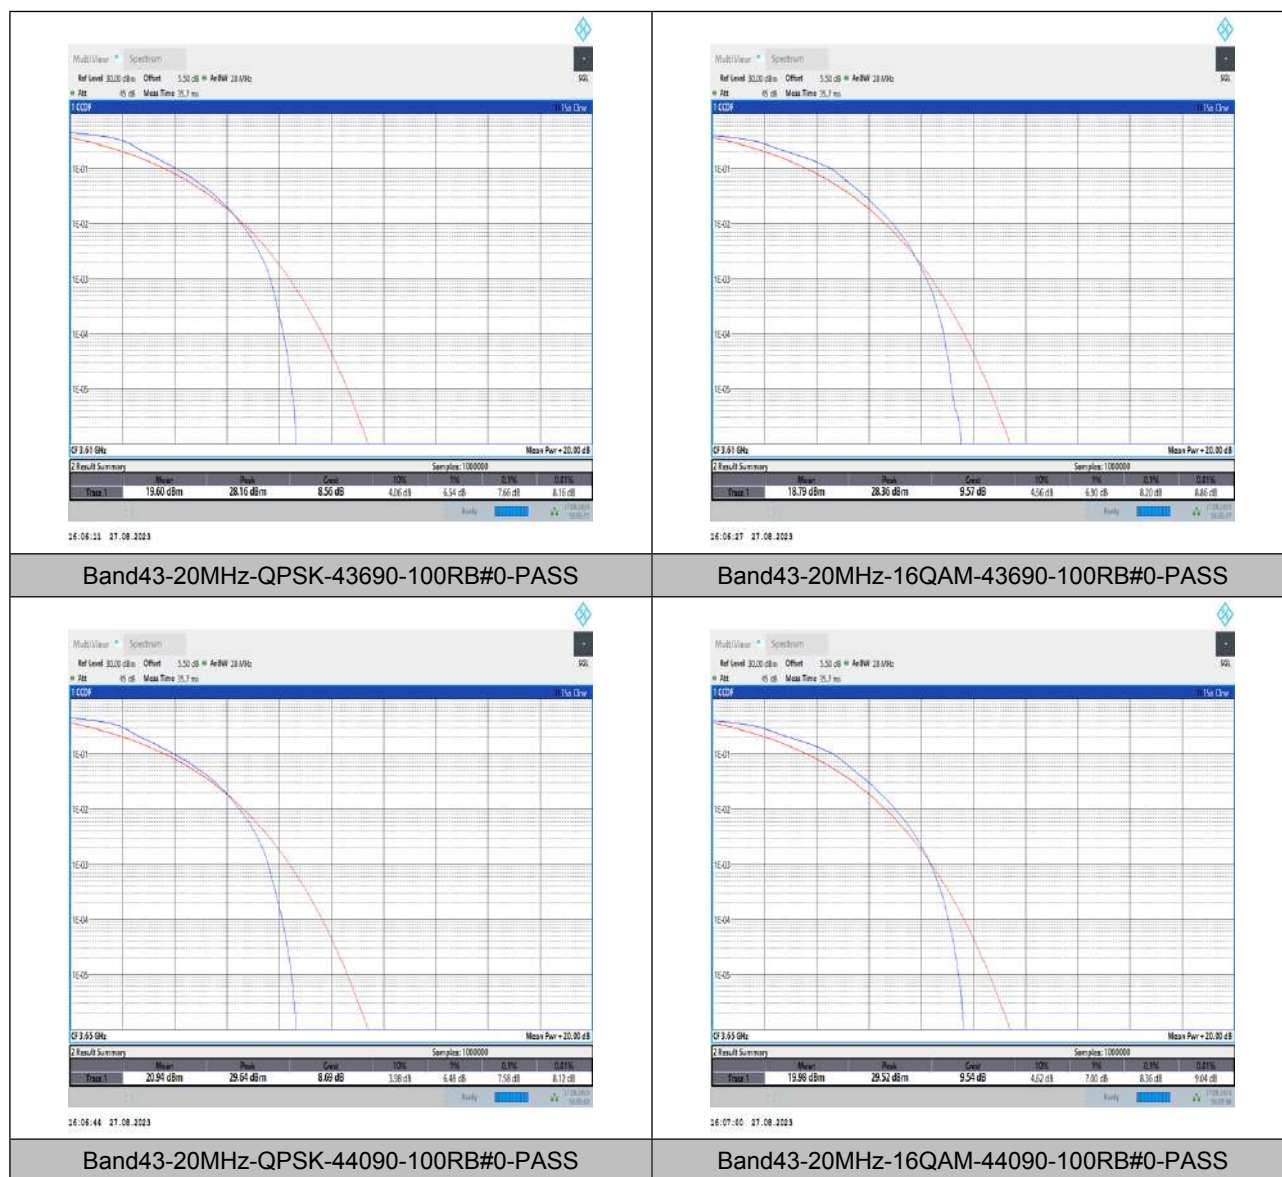 MultiView Spectrum
Ref Level 30.00 dBm Offset 5.50 dB AnBW 28 MHz SGL
Att 45 dB Meas Time 35.7 ms
1 CCDF
1E-01
1E-02
1E-03
1E-04
1E-05
CF 3.61 GHz Mean Pwr + 20.00 dB
2 Result Summary Samples: 1000000
Mean Peak Crest 10% 1% 0.1% 0.01%
Trace 1 19.60 dBm 28.16 dBm 8.56 dB 4.06 dB 6.54 dB 7.66 dB 8.16 dB
Ready
16:06:11 27.08.2023
Band43-20MHz-QPSK-43690-100RB#0-PASS
MultiView Spectrum
Ref Level 30.00 dBm Offset 5.50 dB AnBW 28 MHz SGL
Att 45 dB Meas Time 35.7 ms
1 CCDF
1E-01
1E-02
1E-03
1E-04
1E-05
CF 3.61 GHz Mean Pwr + 20.00 dB
2 Result Summary Samples: 1000000
Mean Peak Crest 10% 1% 0.1% 0.01%
Trace 1 18.79 dBm 28.36 dBm 9.57 dB 4.56 dB 6.90 dB 8.20 dB 8.86 dB
Ready
16:06:27 27.08.2023
Band43-20MHz-16QAM-43690-100RB#0-PASS
MultiView Spectrum
Ref Level 30.00 dBm Offset 5.50 dB AnBW 28 MHz SGL
Att 45 dB Meas Time 35.7 ms
1 CCDF
1E-01
1E-02
1E-03
1E-04
1E-05
CF 3.65 GHz Mean Pwr + 20.00 dB
2 Result Summary Samples: 1000000
Mean Peak Crest 10% 1% 0.1% 0.01%
Trace 1 20.94 dBm 29.64 dBm 8.69 dB 3.98 dB 6.48 dB 7.58 dB 8.12 dB
Ready
16:06:44 27.08.2023
Band43-20MHz-QPSK-44090-100RB#0-PASS
MultiView Spectrum
Ref Level 30.00 dBm Offset 5.50 dB AnBW 28 MHz SGL
Att 45 dB Meas Time 35.7 ms
1 CCDF
1E-01
1E-02
1E-03
1E-04
1E-05
CF 3.65 GHz Mean Pwr + 20.00 dB
2 Result Summary Samples: 1000000
Mean Peak Crest 10% 1% 0.1% 0.01%
Trace 1 19.98 dBm 29.52 dBm 9.54 dB 4.62 dB 7.00 dB 8.36 dB 9.04 dB
Ready
16:07:00 27.08.2023
Band43-20MHz-16QAM-44090-100RB#0-PASS